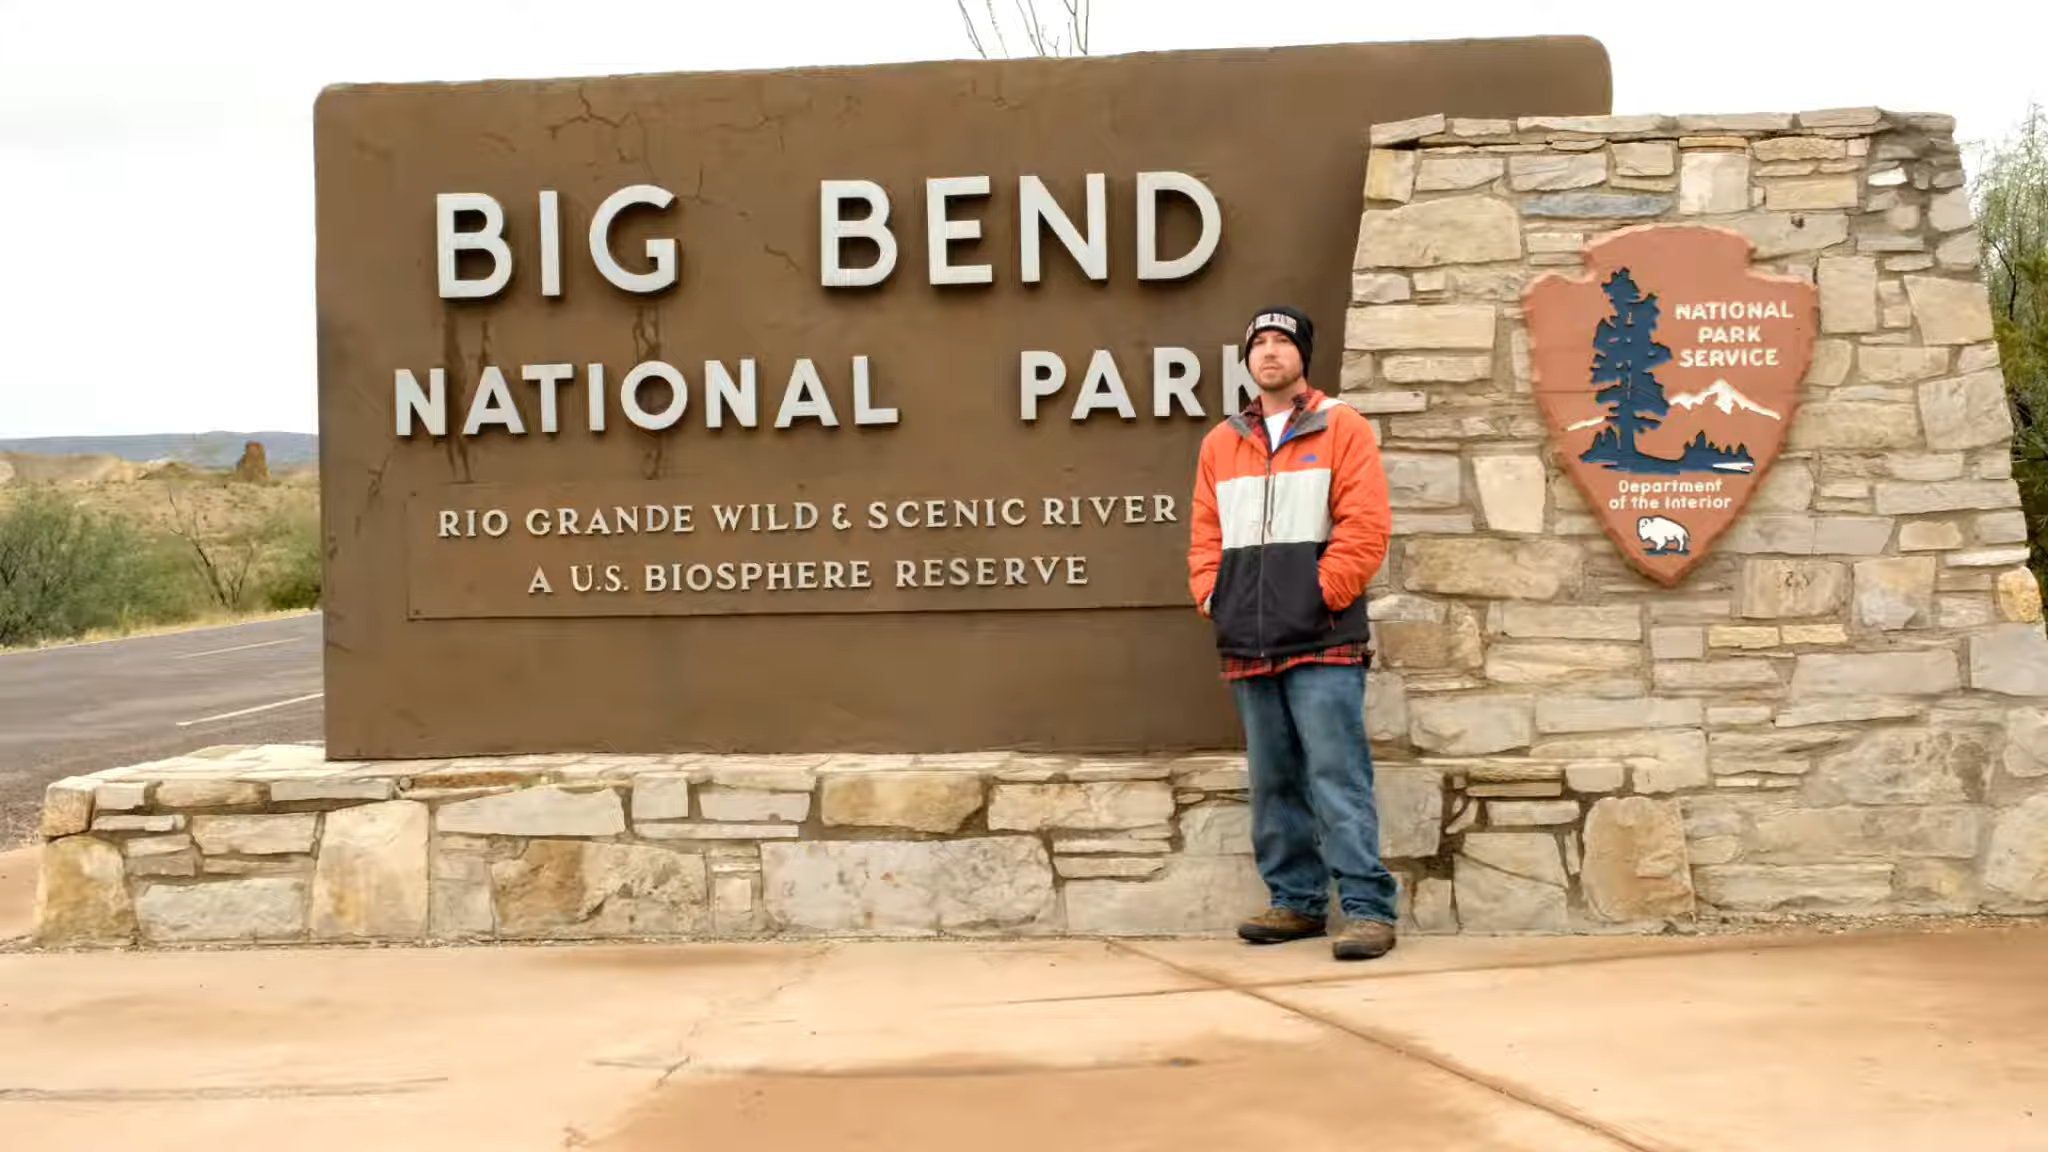 BIG BEND
NATIONAL PARK
RIO GRANDE WILD & SCENIC RIVER
A U.S. BIOSPHERE RESERVE
NATIONAL
PARK
SERVICE
Department
of the Interior